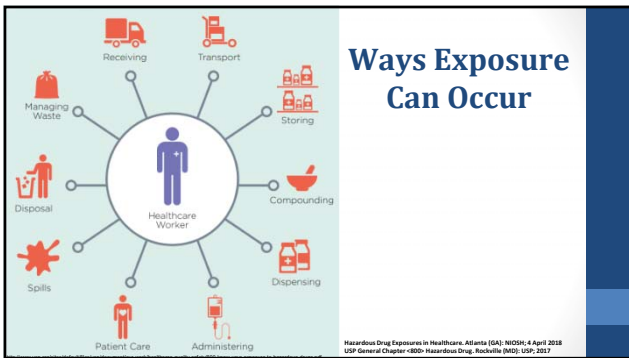 Ways Exposure
Can Occur
Receiving
Transport
Managing
Waste
Storing
Disposal
Healthcare
Worker
Compounding
Spills
Dispensing
Patient Care
Administering
Hazardous Drug Exposures in Healthcare. Atlanta (GA): NIOSH; 4 April 2018
USP General Chapter <800> Hazardous Drug. Rockville (MD): USP; 2017